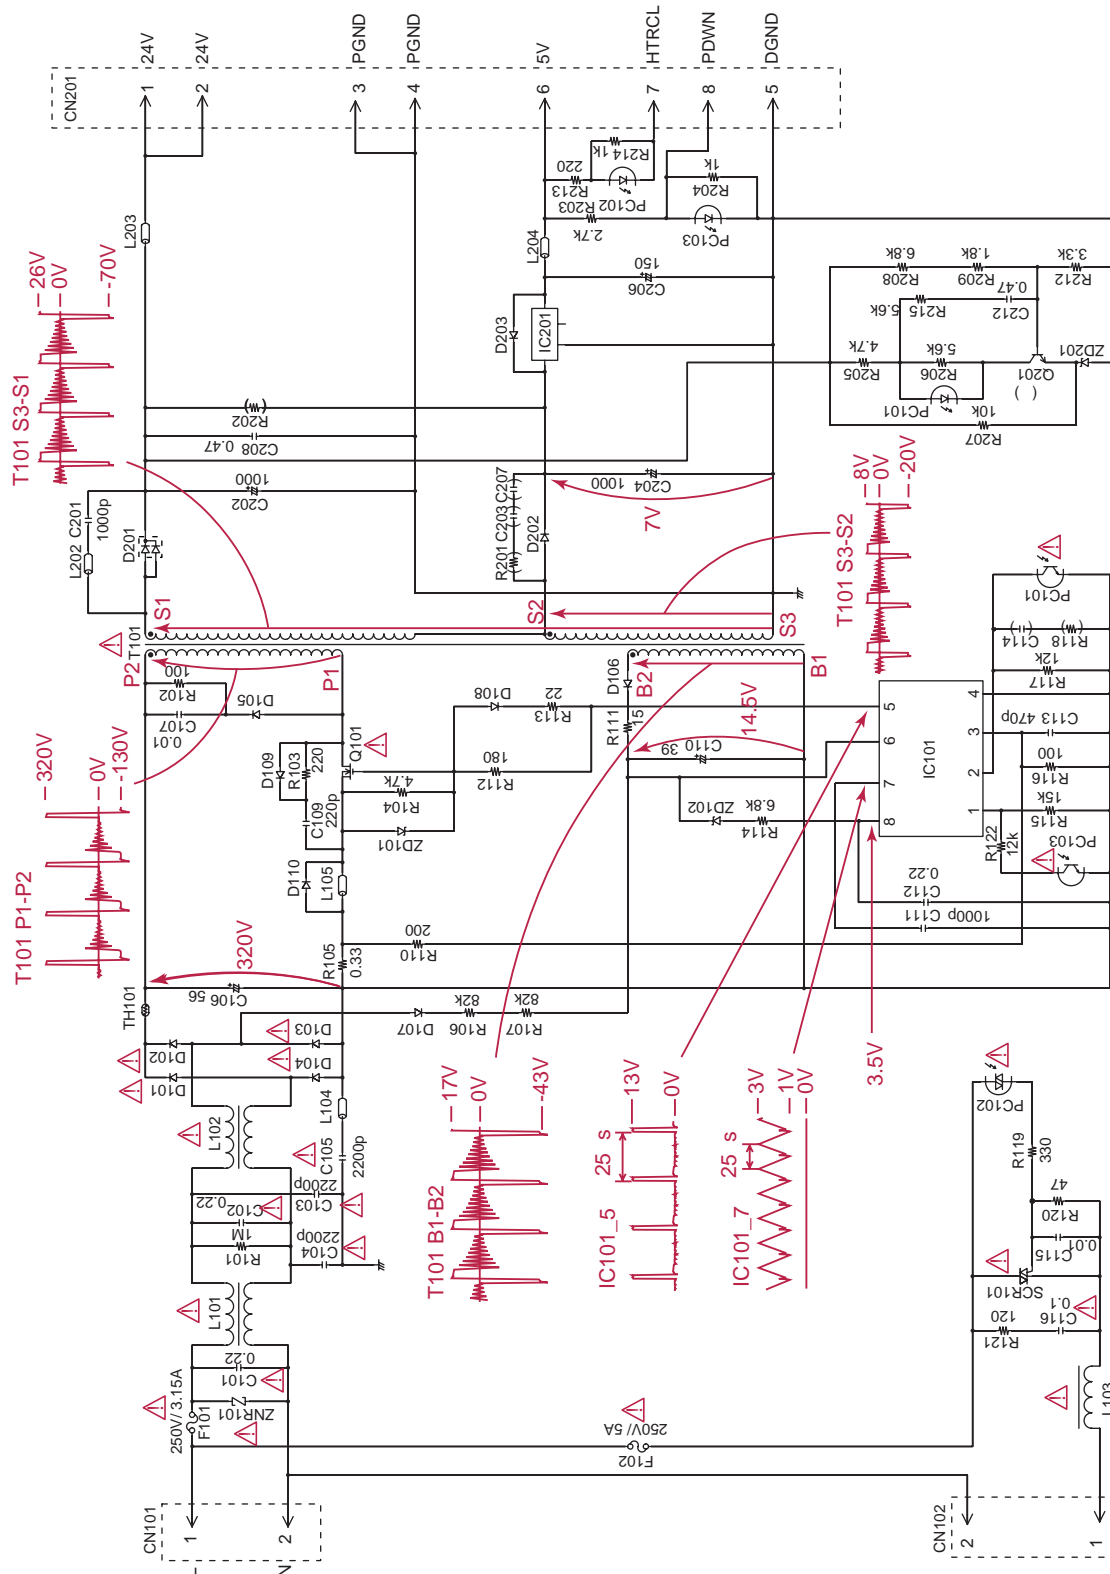 CN201
24V
24V
PGND
PGND
5V
HTRCL
PDWN
DGND
1
2
3
4
6
7
8
5
26V
0V
-70V
T101 S3-S1
L203
L204
R213
220
R214
1k
PC102
R203
2.7k
R204
1k
PC103
C206
150
D203
IC201
R208
6.8k
R209
1.8k
R212
3.3k
R215
5.6k
C212
0.47
R205
4.7k
R206
5.6k
PC101
Q201
( )
ZD201
R207
10k
R202
C208 0.47
C202
1000
C201
1000p
L202
D201
R201
C203
C207
D202
C204 1000
7V
8V
0V
-20V
T101 S3-S2
S1
S2
S3
T101
P2
P1
B2
B1
320V
0V
-130V
T101 P1-P2
R102
100
C107
0.01
D105
Q101
D109
R103
220
C109
2200p
R104
4.7k
ZD101
D108
R113
22
R112
180
D110
L105
R105
0.33
R110
200
320V
C106 56
TH101
D102
D101
D103
D104
D107
R106
82k
R107
82k
D106
R111
15
14.5V
C110
39
ZD102
R114
6.8k
IC101
5
6
7
8
4
3
2
1
PC101
C114
R118
R117
12k
C113 470p
R116
100
R115
15k
R122
12k
PC103
C112
0.22
C111
1000p
L104
C105
2200p
L102
C102
0.22
C103
2200p
R101
1M
C104
2200p
L101
C101
0.22
ZNR101
F101
250V/ 3.15A
CN101
1
2
N
17V
0V
-43V
T101 B1-B2
13V
0V
25 s
IC101_5
3V
1V
0V
25 s
IC101_7
3.5V
PC102
R119
330
R120
47
C115
0.01
SCR101
R121
120
C116
0.1
L103
F102
250V/ 5A
CN102
2
1